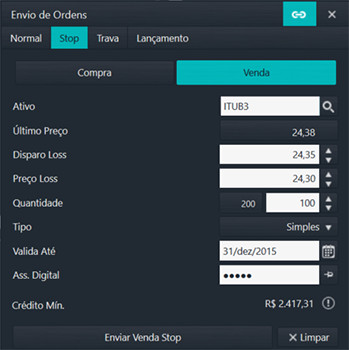 Envio de Ordens
Normal Stop Trava Lançamento
Compra Venda
Ativo ITUB3
Último Preço 24,38
Disparo Loss 24,35
Preço Loss 24,30
Quantidade 200 100
Tipo Simples
Valida Até 31/dez/2015
Ass. Digital •••••
Crédito Mín. R$ 2.417,31
Enviar Venda Stop × Limpar